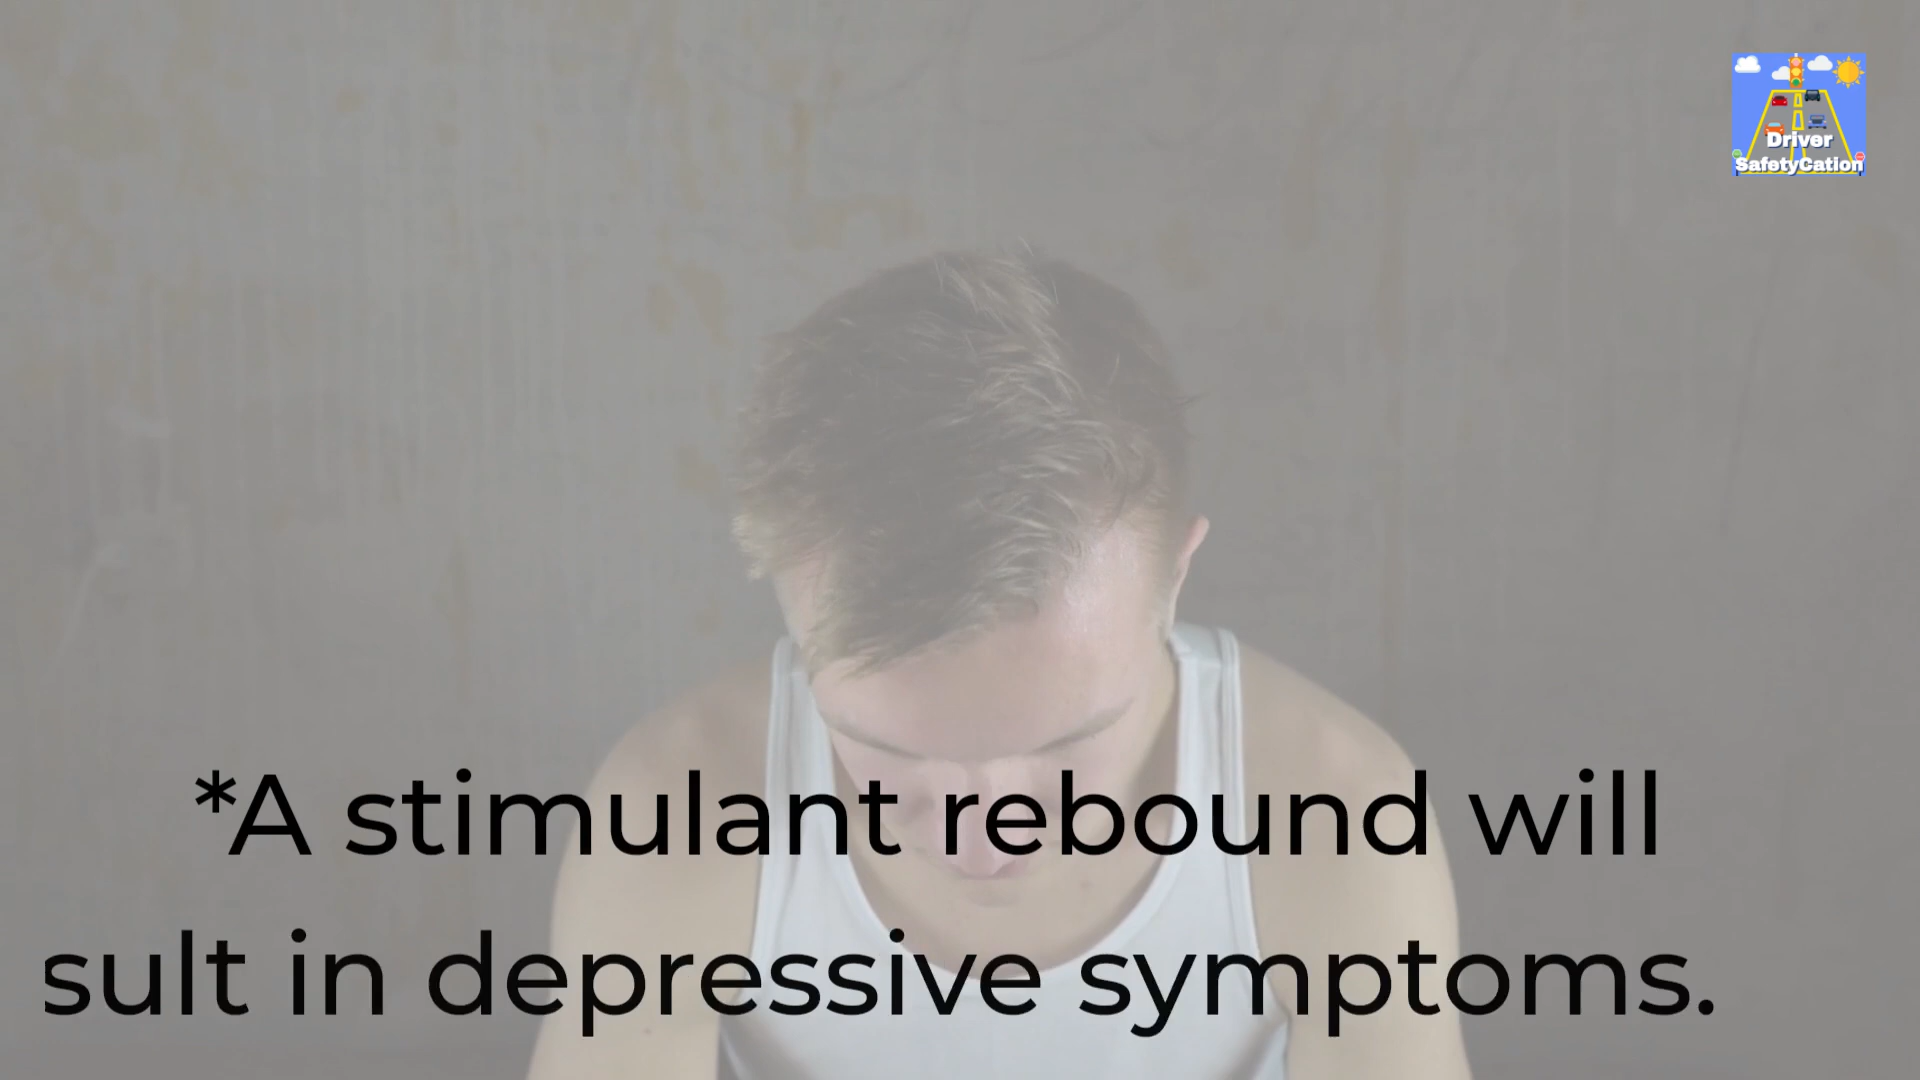 Driver
SafetyCation
*A stimulant rebound will
sult in depressive symptoms.